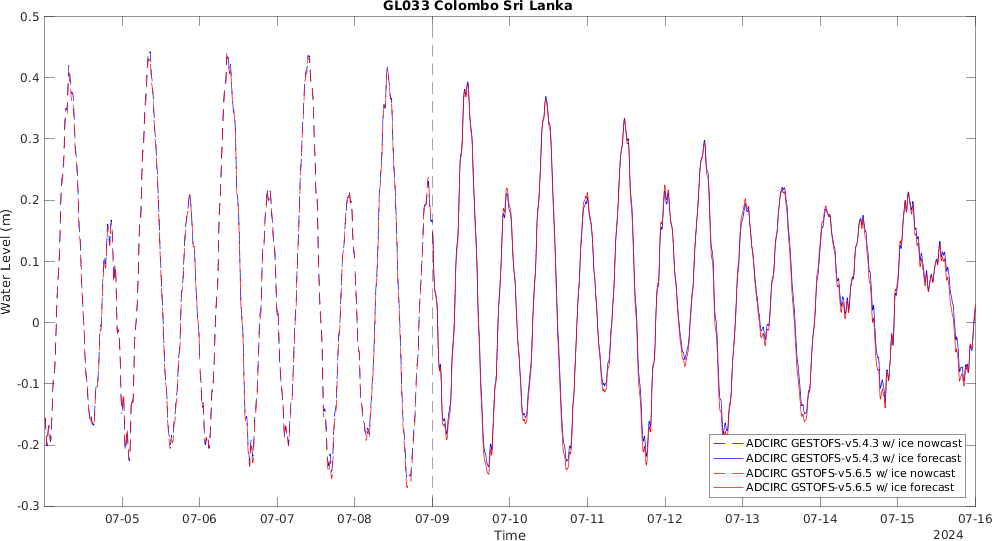 GL033 Colombo Sri Lanka
0.5
0.4
0.3
0.2
0.1
0
-0.1
-0.2
-0.3
Water Level (m)
ADCIRC GESTOFS-v5.4.3 w/ ice nowcast
ADCIRC GESTOFS-v5.4.3 w/ ice forecast
ADCIRC GSTOFS-v5.6.5 w/ ice nowcast
ADCIRC GSTOFS-v5.6.5 w/ ice forecast
07-05 07-06 07-07 07-08 07-09 07-10 07-11 07-12 07-13 07-14 07-15 07-16
Time
2024